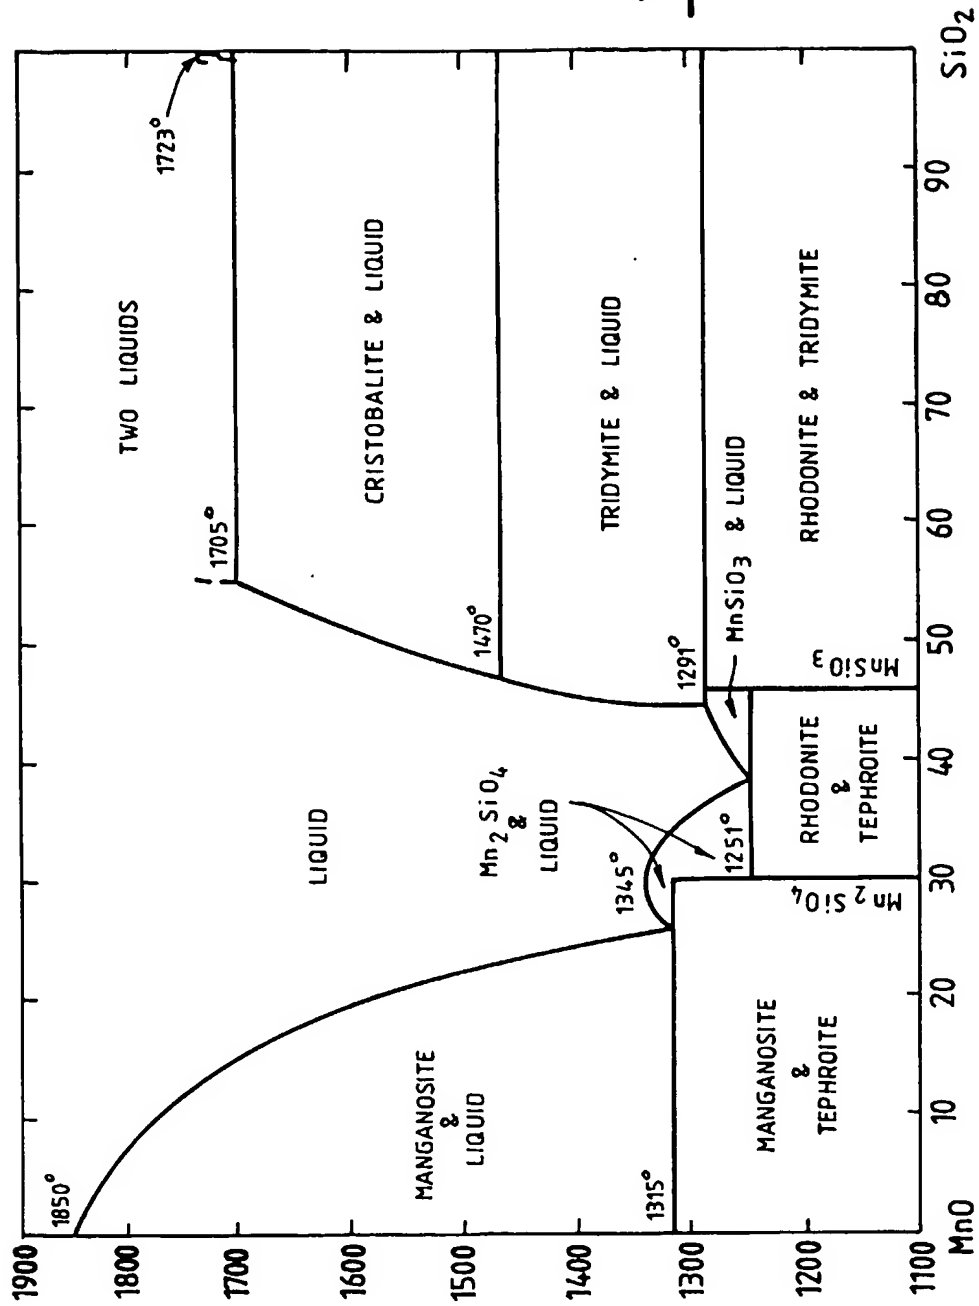 1900
1800
1700
1600
1500
1400
1300
1200
1100
MnO
10
20
30
40
50
60
70
80
90
SiO2
1850°
1723°
TWO LIQUIDS
1705°
CRISTOBALITE & LIQUID
LIQUID
1470°
TRIDYMITE & LIQUID
MANGANOSITE
&
LIQUID
Mn2SiO4
&
LIQUID
1345°
1291°
MnSiO3 & LIQUID
1315°
1251°
MANGANOSITE
&
TEPHROITE
Mn2SiO4
RHODONITE
&
TEPHROITE
MnSiO3
RHODONITE & TRIDYMITE